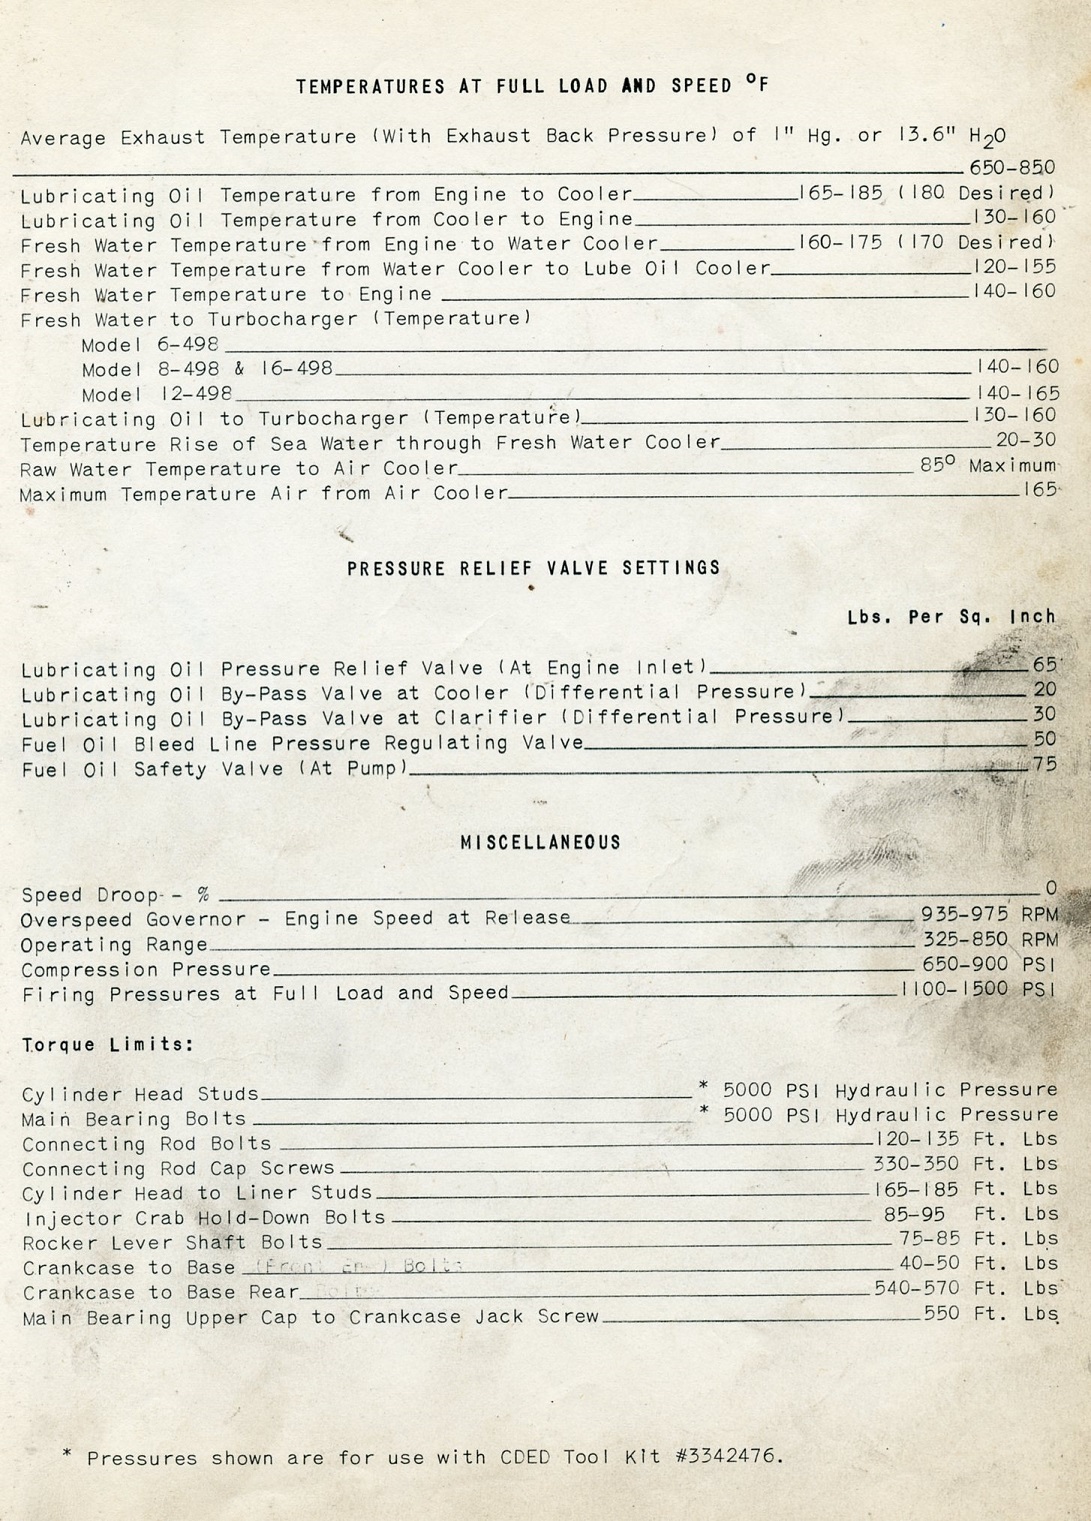 TEMPERATURES AT FULL LOAD AND SPEED °F
Average Exhaust Temperature (With Exhaust Back Pressure) of 1" Hg. or 13.6" H2O
650-850
Lubricating Oil Temperature from Engine to Cooler 165-185 (180 Desired)
Lubricating Oil Temperature from Cooler to Engine 130-160
Fresh Water Temperature from Engine to Water Cooler 160-175 (170 Desired)
Fresh Water Temperature from Water Cooler to Lube Oil Cooler 120-155
Fresh Water Temperature to Engine 140-160
Fresh Water to Turbocharger (Temperature)
Model 6-498
Model 8-498 & 16-498 140-160
Model 12-498 140-165
Lubricating Oil to Turbocharger (Temperature) 130-160
Temperature Rise of Sea Water through Fresh Water Cooler 20-30
Raw Water Temperature to Air Cooler 85° Maximum
Maximum Temperature Air from Air Cooler 165
PRESSURE RELIEF VALVE SETTINGS
Lbs. Per Sq. Inch
Lubricating Oil Pressure Relief Valve (At Engine Inlet) 65
Lubricating Oil By-Pass Valve at Cooler (Differential Pressure) 20
Lubricating Oil By-Pass Valve at Clarifier (Differential Pressure) 30
Fuel Oil Bleed Line Pressure Regulating Valve 50
Fuel Oil Safety Valve (At Pump) 75
MISCELLANEOUS
Speed Droop - % 0
Overspeed Governor - Engine Speed at Release 935-975 RPM
Operating Range 325-850 RPM
Compression Pressure 650-900 PSI
Firing Pressures at Full Load and Speed 1100-1500 PSI
Torque Limits:
Cylinder Head Studs * 5000 PSI Hydraulic Pressure
Main Bearing Bolts * 5000 PSI Hydraulic Pressure
Connecting Rod Bolts 120-135 Ft. Lbs
Connecting Rod Cap Screws 330-350 Ft. Lbs
Cylinder Head to Liner Studs 165-185 Ft. Lbs
Injector Crab Hold-Down Bolts 85-95 Ft. Lbs
Rocker Lever Shaft Bolts 75-85 Ft. Lbs
Crankcase to Base 40-50 Ft. Lbs
Crankcase to Base Rear 540-570 Ft. Lbs
Main Bearing Upper Cap to Crankcase Jack Screw 550 Ft. Lbs.
* Pressures shown are for use with CDED Tool Kit #3342476.